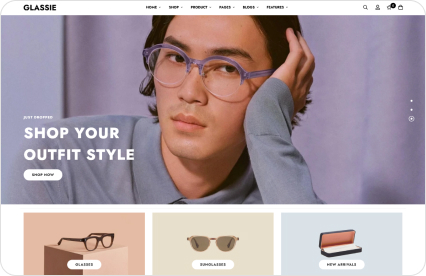 GLASSIE
HOME SHOP PRODUCT PAGES BLOGS FEATURES
JUST DROPPED
SHOP YOUR
OUTFIT STYLE
SHOP NOW
GLASSES
SUNGLASSES
NEW ARRIVALS